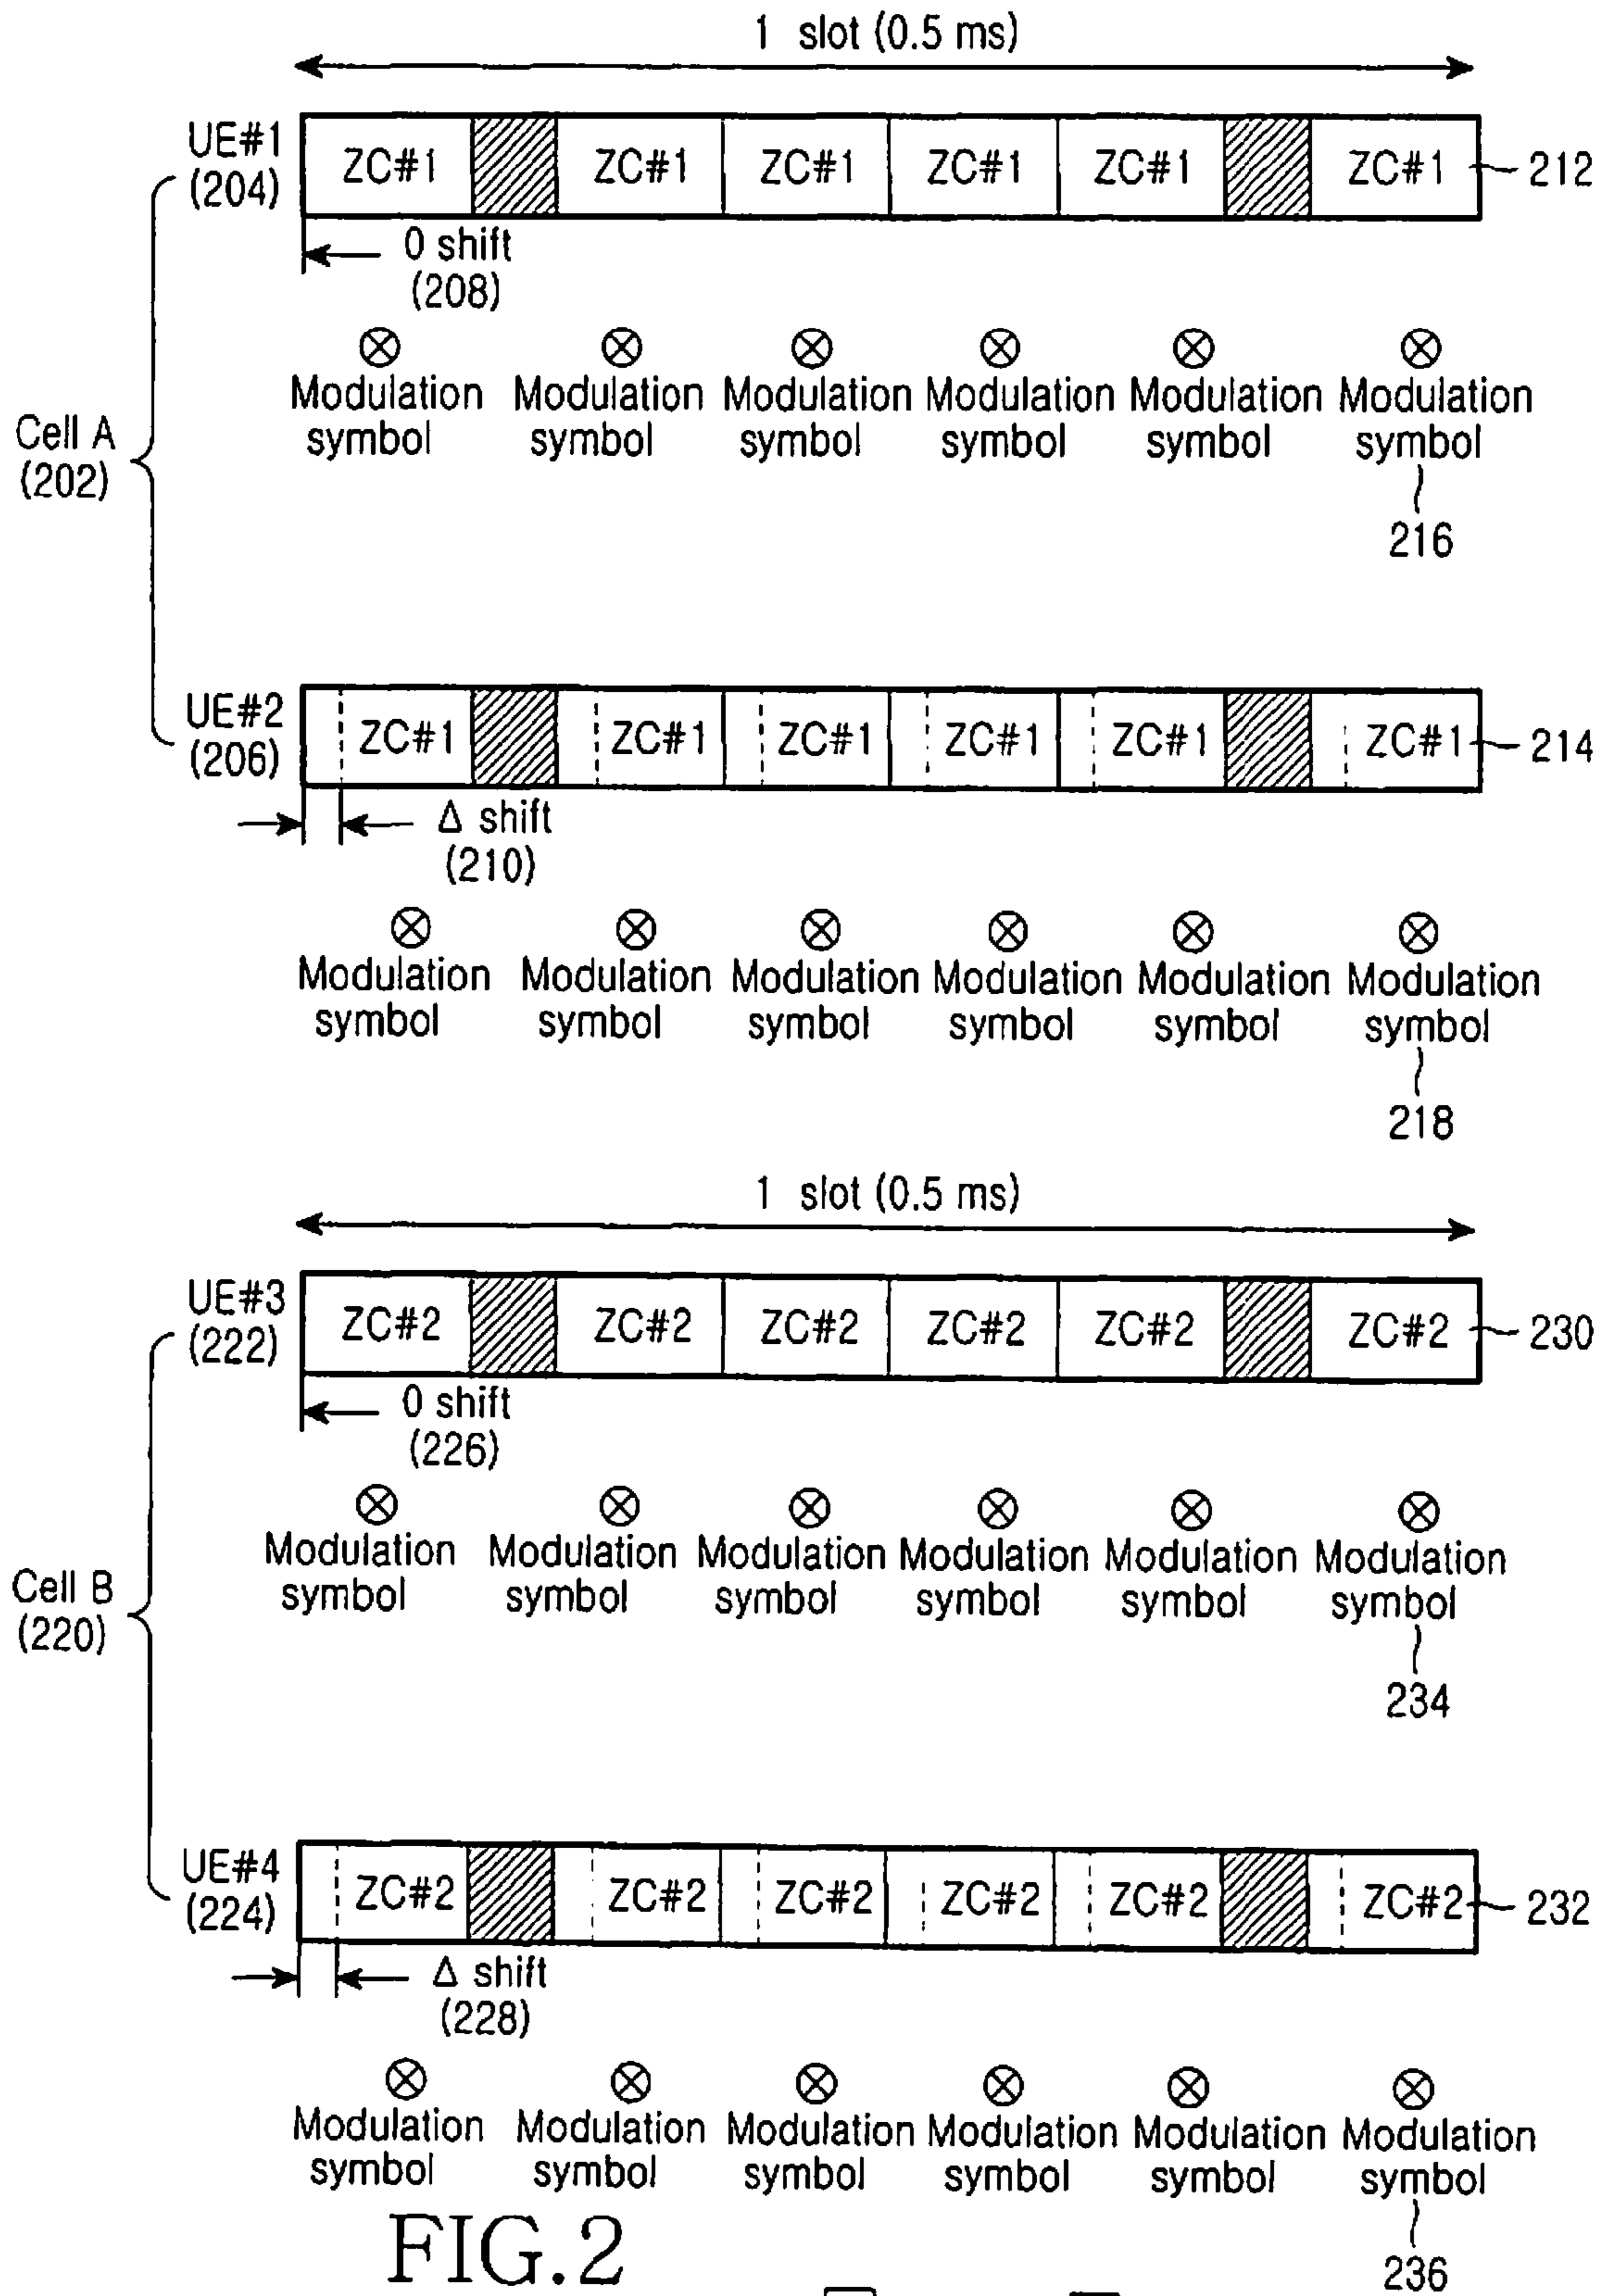 1 slot (0.5 ms)
UE#1
(204)
ZC#1 ZC#1 ZC#1 ZC#1 ZC#1 ZC#1 212
0 shift
(208)
Modulation Modulation Modulation Modulation Modulation Modulation
symbol symbol symbol symbol symbol symbol
216
Cell A
(202)
UE#2
(206)
ZC#1 ZC#1 ZC#1 ZC#1 ZC#1 ZC#1 214
Δ shift
(210)
Modulation Modulation Modulation Modulation Modulation Modulation
symbol symbol symbol symbol symbol symbol
218
1 slot (0.5 ms)
UE#3
(222)
ZC#2 ZC#2 ZC#2 ZC#2 ZC#2 ZC#2 230
0 shift
(226)
Modulation Modulation Modulation Modulation Modulation Modulation
symbol symbol symbol symbol symbol symbol
234
Cell B
(220)
UE#4
(224)
ZC#2 ZC#2 ZC#2 ZC#2 ZC#2 ZC#2 232
Δ shift
(228)
Modulation Modulation Modulation Modulation Modulation Modulation
symbol symbol symbol symbol symbol symbol
236
FIG.2